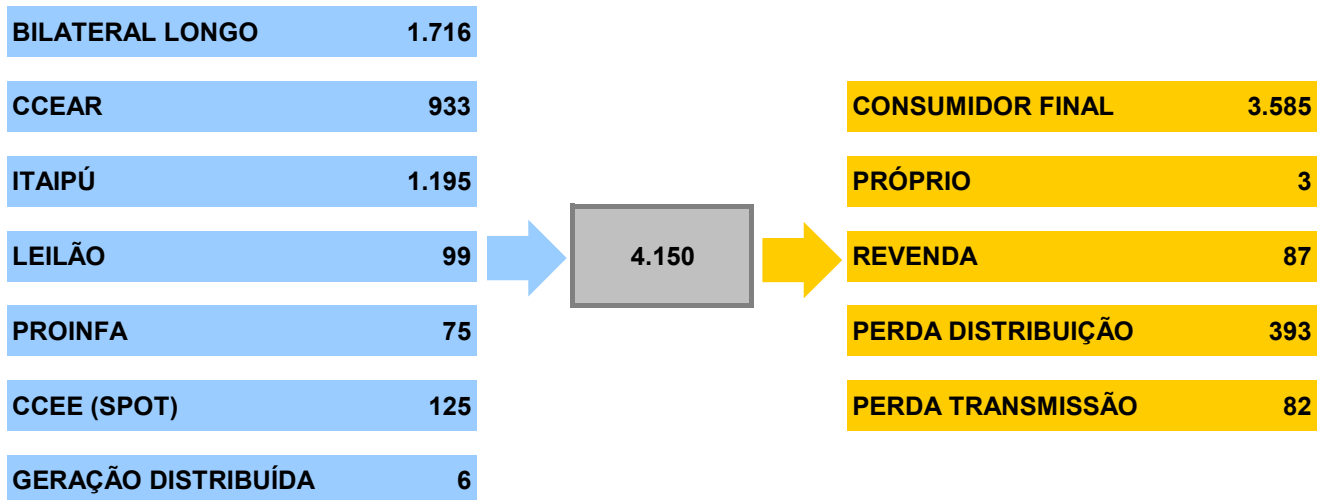 BILATERAL LONGO 1.716
CCEAR 933
ITAIPÚ 1.195
LEILÃO 99
PROINFA 75
CCEE (SPOT) 125
GERAÇÃO DISTRIBUÍDA 6
4.150
CONSUMIDOR FINAL 3.585
PRÓPRIO 3
REVENDA 87
PERDA DISTRIBUIÇÃO 393
PERDA TRANSMISSÃO 82